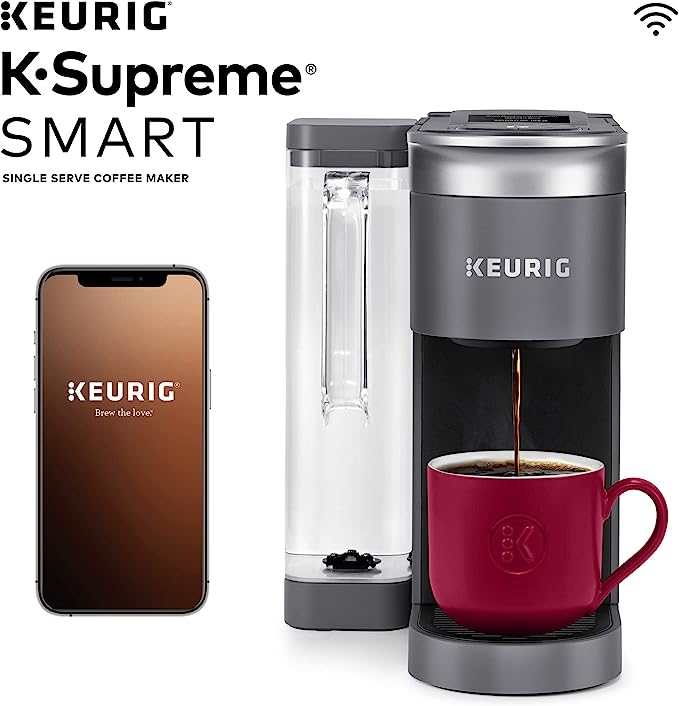 KEURIG
K•Supreme®
SMART
SINGLE SERVE COFFEE MAKER
KEURIG®
Brew the love.®
KEURIG
K